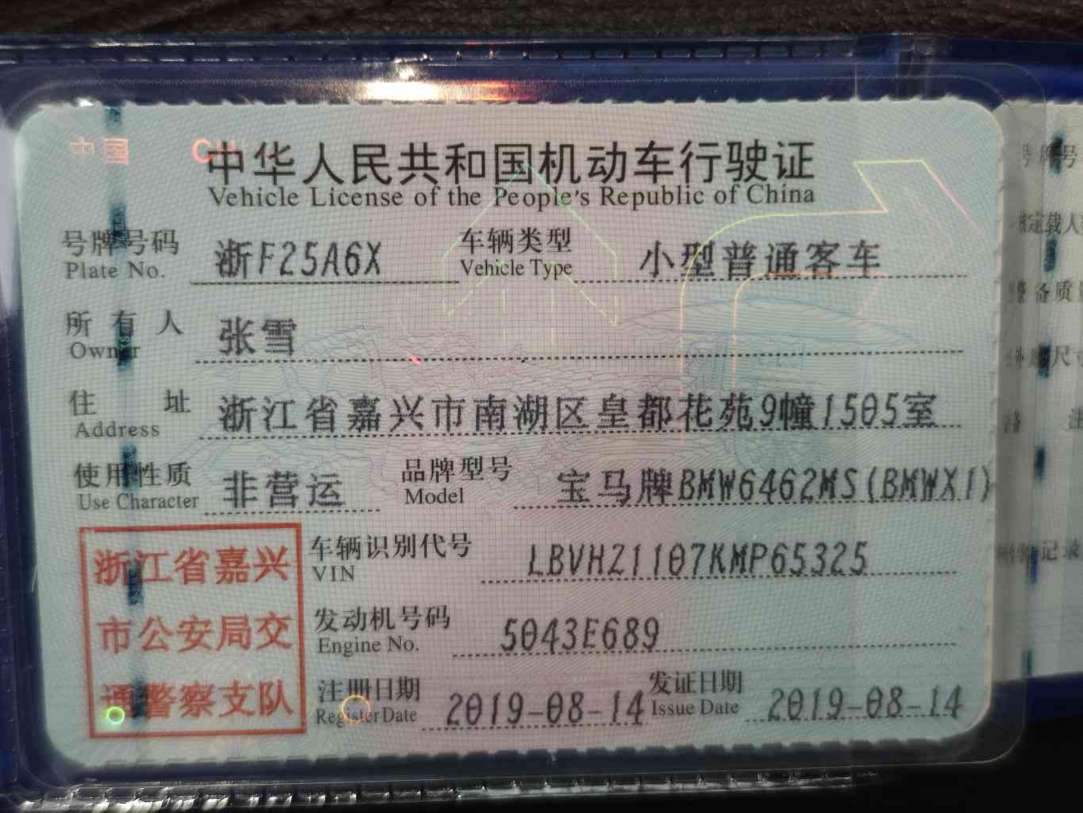 中国 CH
中华人民共和国机动车行驶证
Vehicle License of the People's Republic of China
号牌号码 浙F25A6X 车辆类型 小型普通客车
Plate No. Vehicle Type
所有人 张雪
Owner
住址 浙江省嘉兴市南湖区皇都花苑9幢1505室
Address
使用性质 非营运 品牌型号 宝马牌BMW6462MS(BMWX1)
Use Character Model
浙江省嘉兴
市公安局交
通警察支队
车辆识别代号 LBVHZ1107KMP65325
VIN
发动机号码 5043E689
Engine No.
注册日期 2019-08-14 发证日期 2019-08-14
Register Date Issue Date